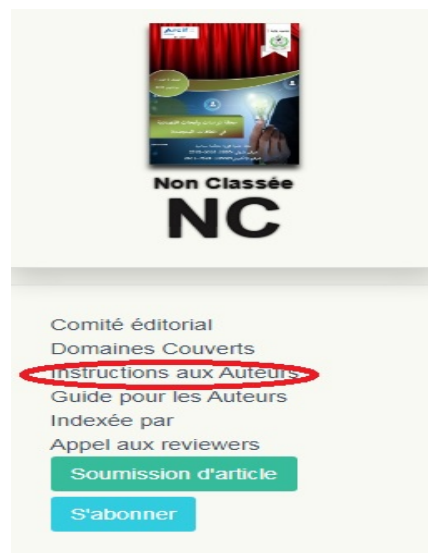 Non Classée
NC
Comité éditorial
Domaines Couverts
Instructions aux Auteurs
Guide pour les Auteurs
Indexée par
Appel aux reviewers
Soumission d'article
S'abonner